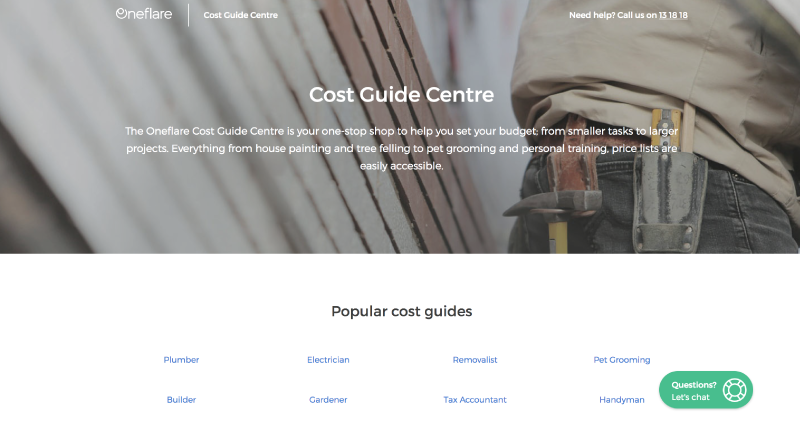 Oneflare
Cost Guide Centre
Need help? Call us on 13 18 18
Cost Guide Centre
The Oneflare Cost Guide Centre is your one-stop shop to help you set your budget; from smaller tasks to larger
projects. Everything from house painting and tree felling to pet grooming and personal training, price lists are
easily accessible.
Popular cost guides
Plumber
Electrician
Removalist
Pet Grooming
Builder
Gardener
Tax Accountant
Handyman
Questions?
Let's chat